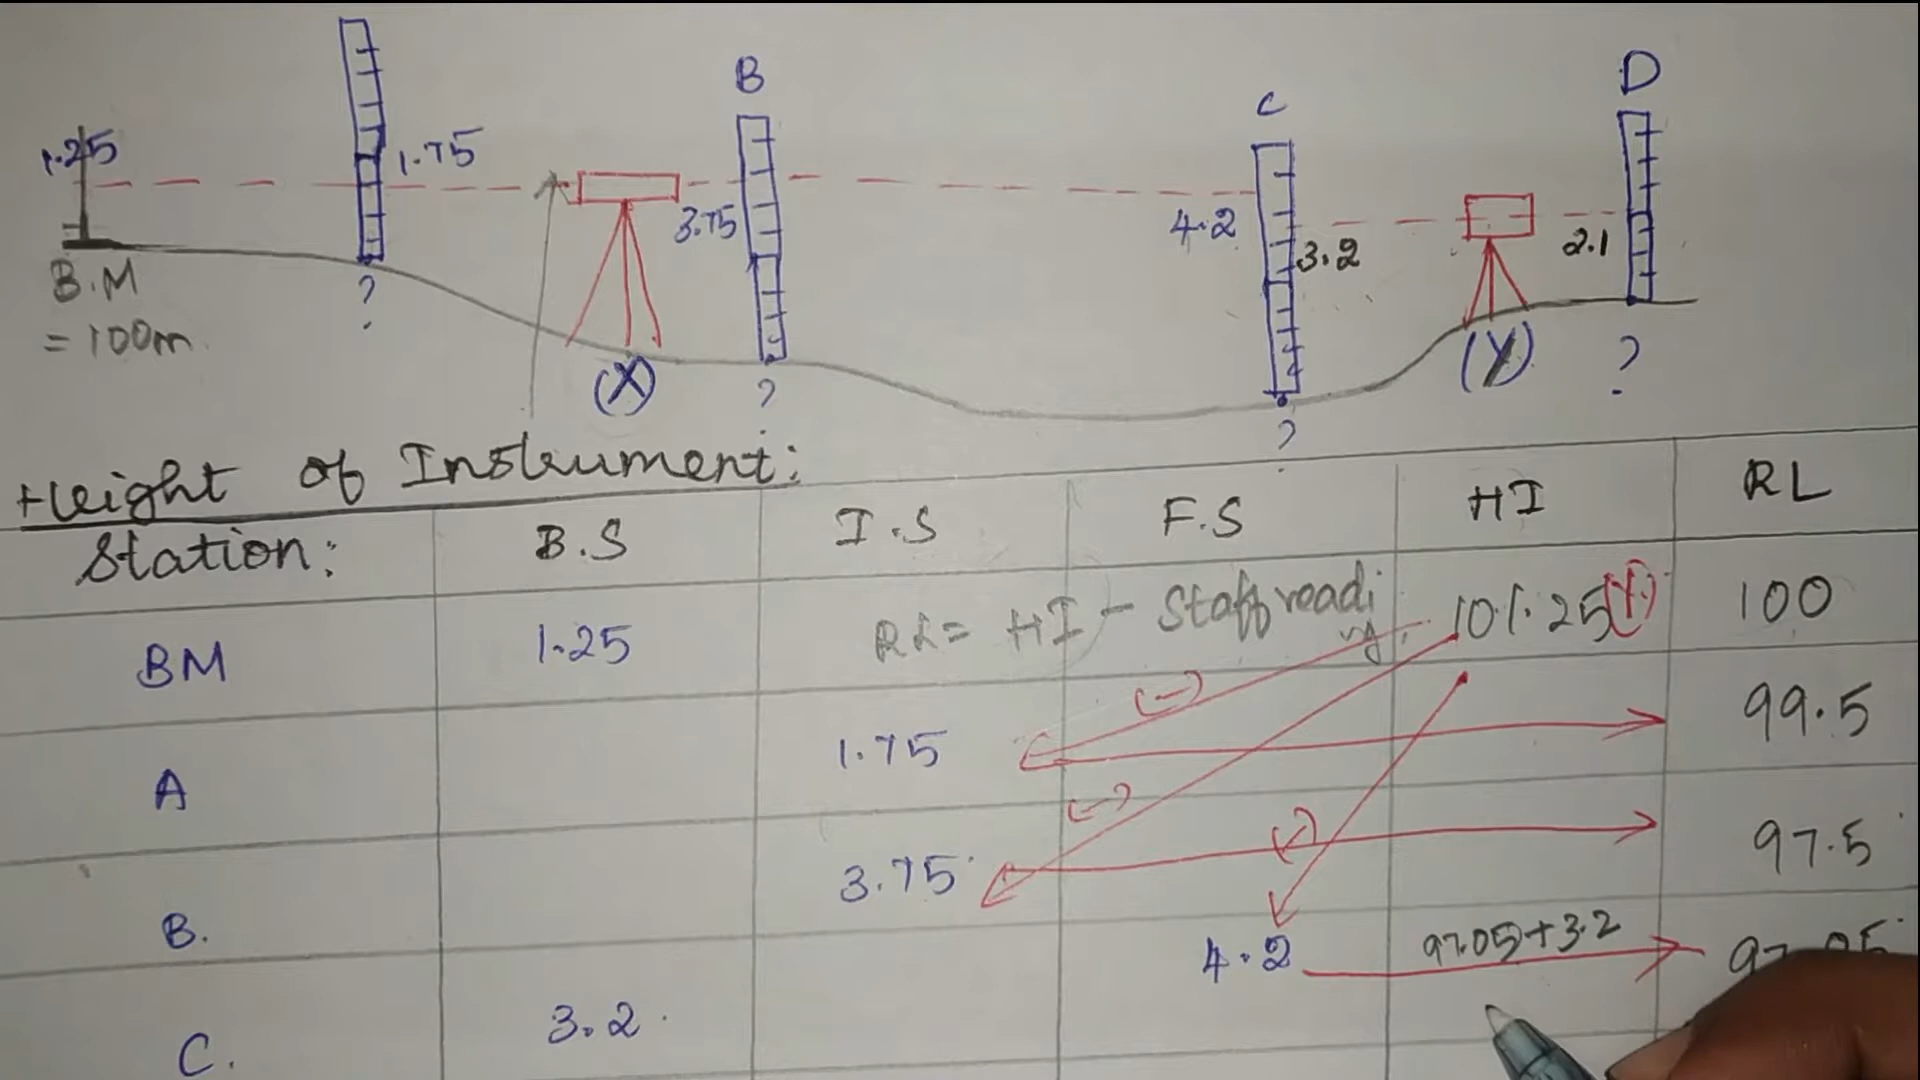 B
C
D
1.25
1.75
3.75
4.2
3.2
2.1
B.M
= 100m
?
?
?
?
(X)
(Y)
Height of Instrument:
Station: B.S I.S F.S HI RL
BM 1.25 RL = HI - Staff reading. 101.25 (+) 100
(-)
A 1.75 99.5
(-)
(-)
B. 3.75 97.5
C. 3.2 4.2 97.05+3.2